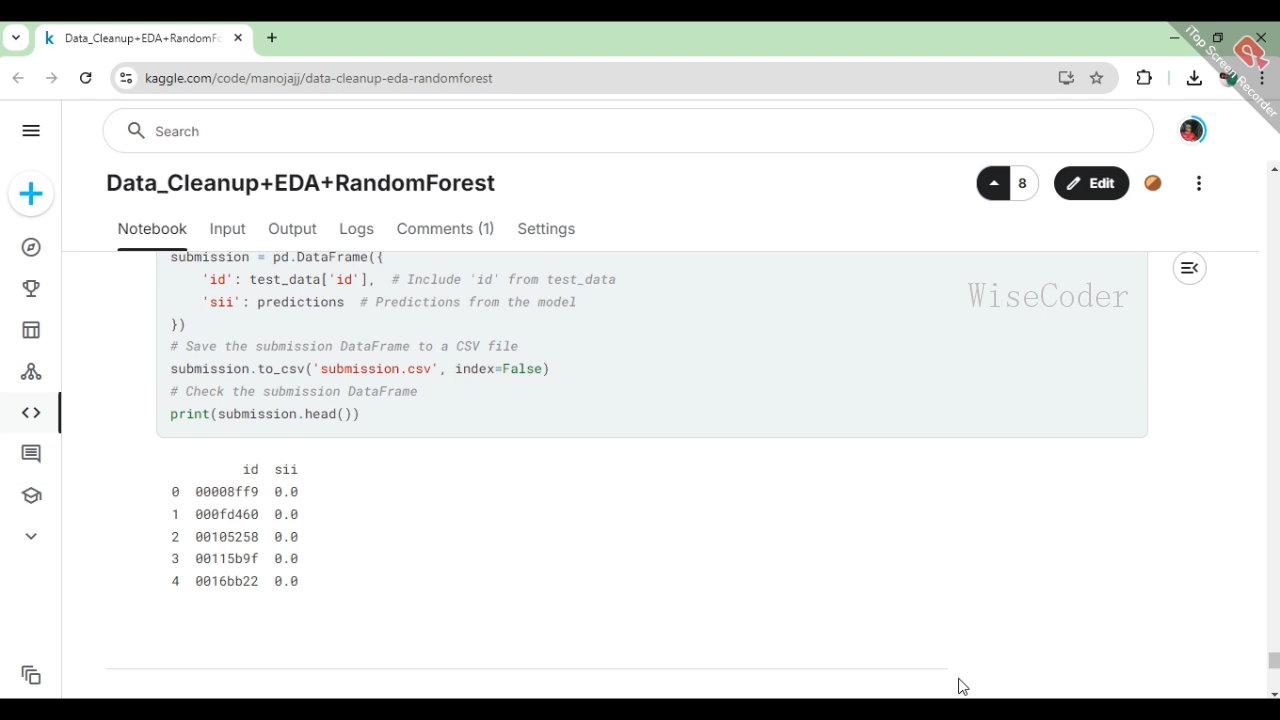 Data_Cleanup+EDA+RandomFo
iTop Screen Recorder
kaggle.com/code/manojajj/data-cleanup-eda-randomforest
Search
Data_Cleanup+EDA+RandomForest
8
Edit
Notebook Input Output Logs Comments (1) Settings
submission = pd.DataFrame({
'id': test_data['id'],  # Include 'id' from test_data
'sii': predictions  # Predictions from the model
WiseCoder
})
# Save the submission DataFrame to a CSV file
submission.to_csv('submission.csv', index=False)
# Check the submission DataFrame
print(submission.head())
id sii
0 00008ff9 0.0
1 000fd460 0.0
2 00105258 0.0
3 00115b9f 0.0
4 0016bb22 0.0